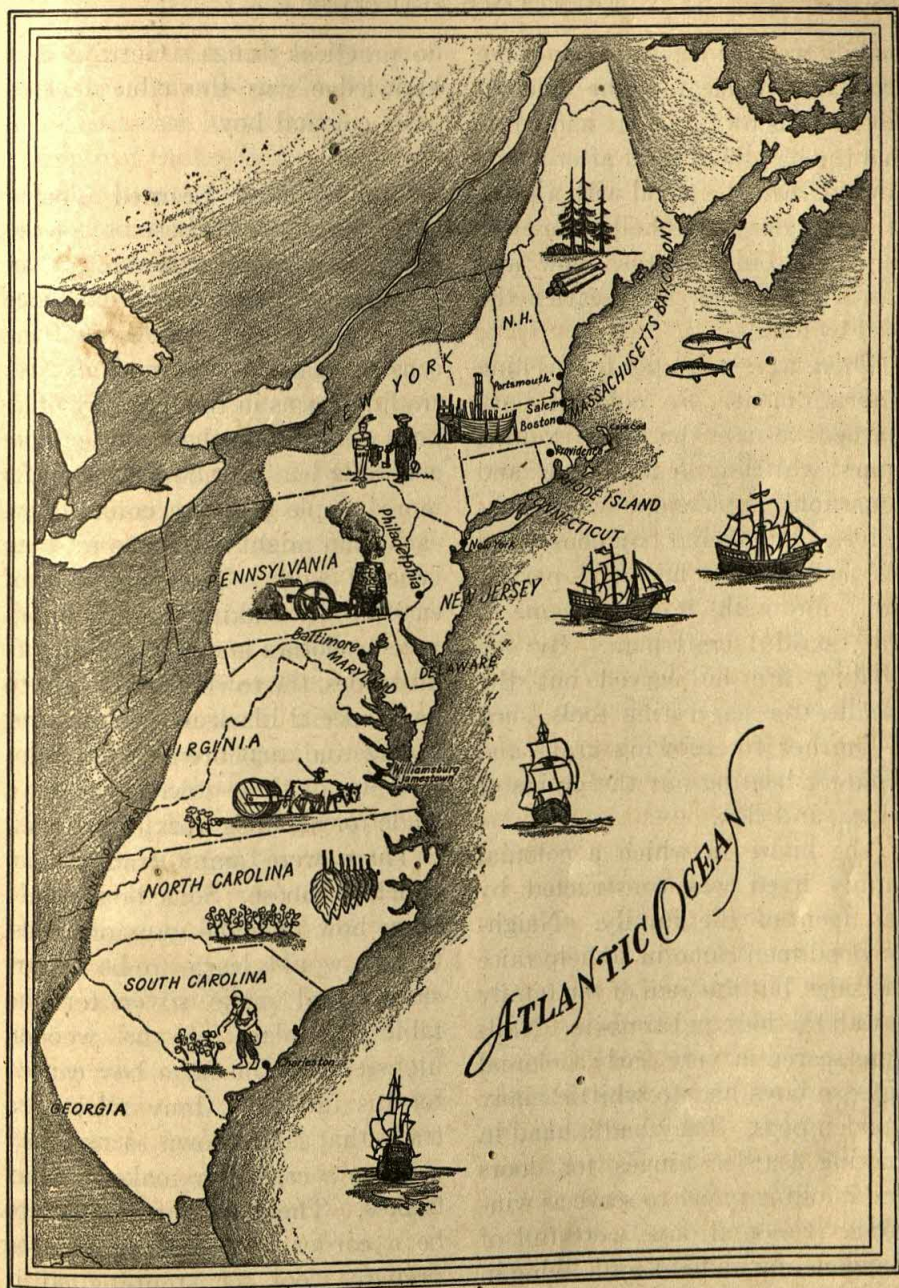 N.H.
MASSACHUSETTS BAY COLONY
NEW YORK
Portsmouth
Salem
Boston
Cape Cod
Providence
RHODE ISLAND
CONNECTICUT
New York
Philadelphia
PENNSYLVANIA
NEW JERSEY
Baltimore
MARYLAND
DELAWARE
VIRGINIA
Williamsburg
Jamestown
NORTH CAROLINA
ATLANTIC OCEAN
SOUTH CAROLINA
Charleston
GEORGIA